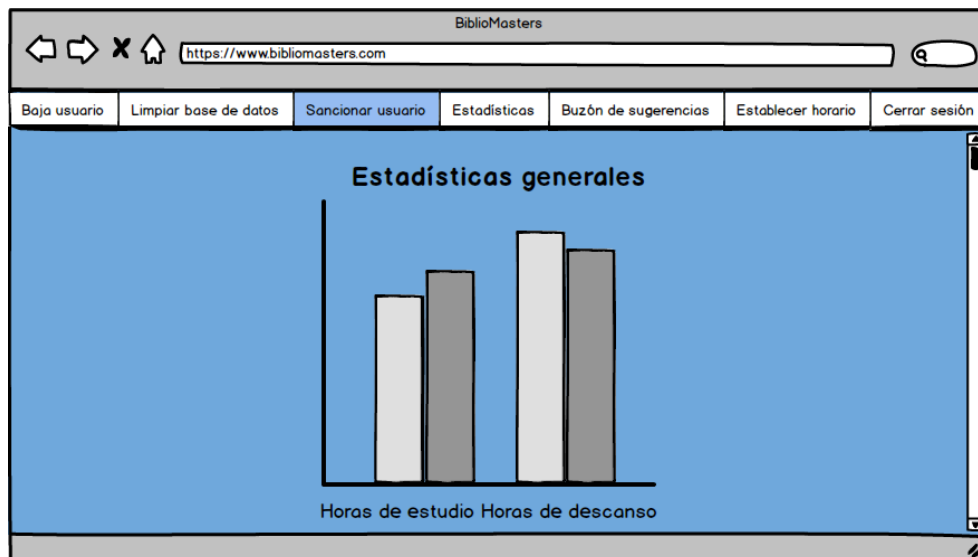 BiblioMasters
https://www.bibliomasters.com
Baja usuario Limpiar base de datos Sancionar usuario Estadísticas Buzón de sugerencias Establecer horario Cerrar sesión
Estadísticas generales
Horas de estudio Horas de descanso